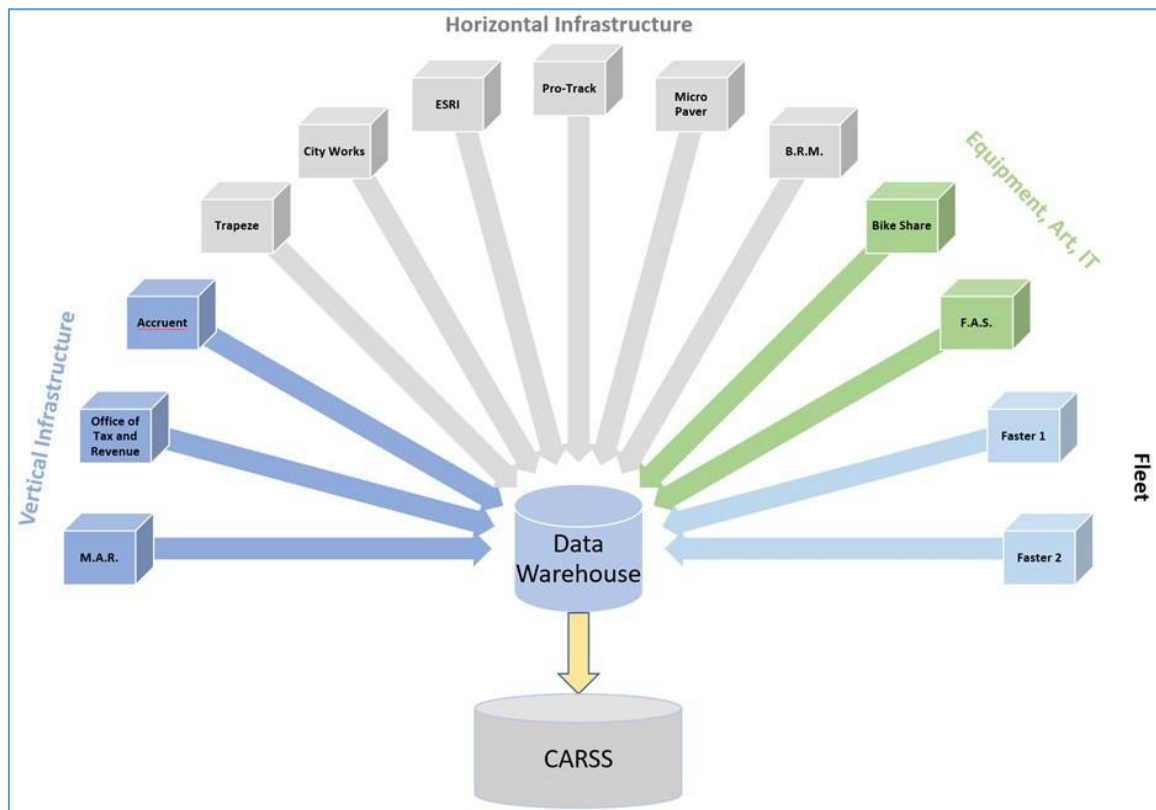 Horizontal Infrastructure
Pro-Track
ESRI
Micro
Paver
City Works
B.R.M.
Trapeze
Bike Share
Equipment, Art, IT
Accruent
F.A.S.
Vertical Infrastructure
Office of
Tax and
Revenue
Faster 1
Fleet
M.A.R.
Faster 2
Data
Warehouse
CARSS